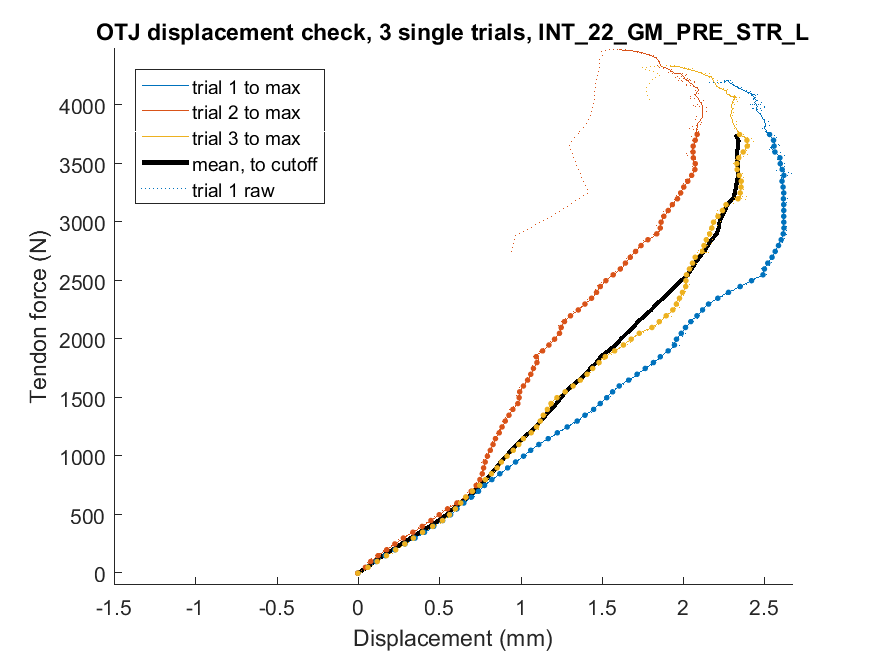 OTJ displacement check, 3 single trials, INT_22_GM_PRE_STR_L
trial 1 to max
trial 2 to max
trial 3 to max
mean, to cutoff
trial 1 raw
4000
3500
3000
2500
2000
1500
1000
500
0
Tendon force (N)
-1.5
-1
-0.5
0
0.5
1
1.5
2
2.5
Displacement (mm)